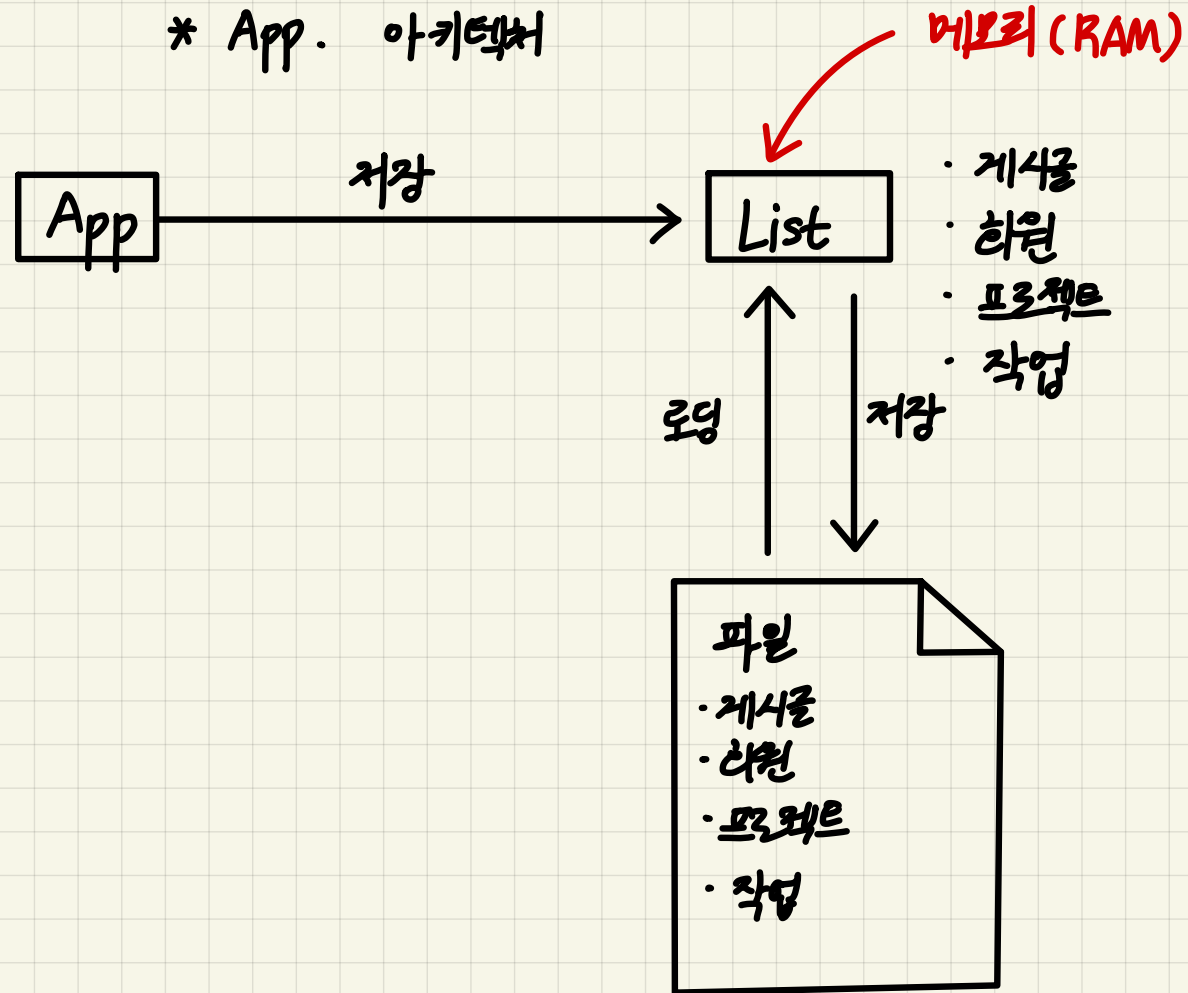 * App. 아키텍처
메모리(RAM)
저장
App
List
· 게시글
· 회원
· 프로젝트
· 작업
로딩
저장
파일
· 게시글
· 회원
· 프로젝트
· 작업